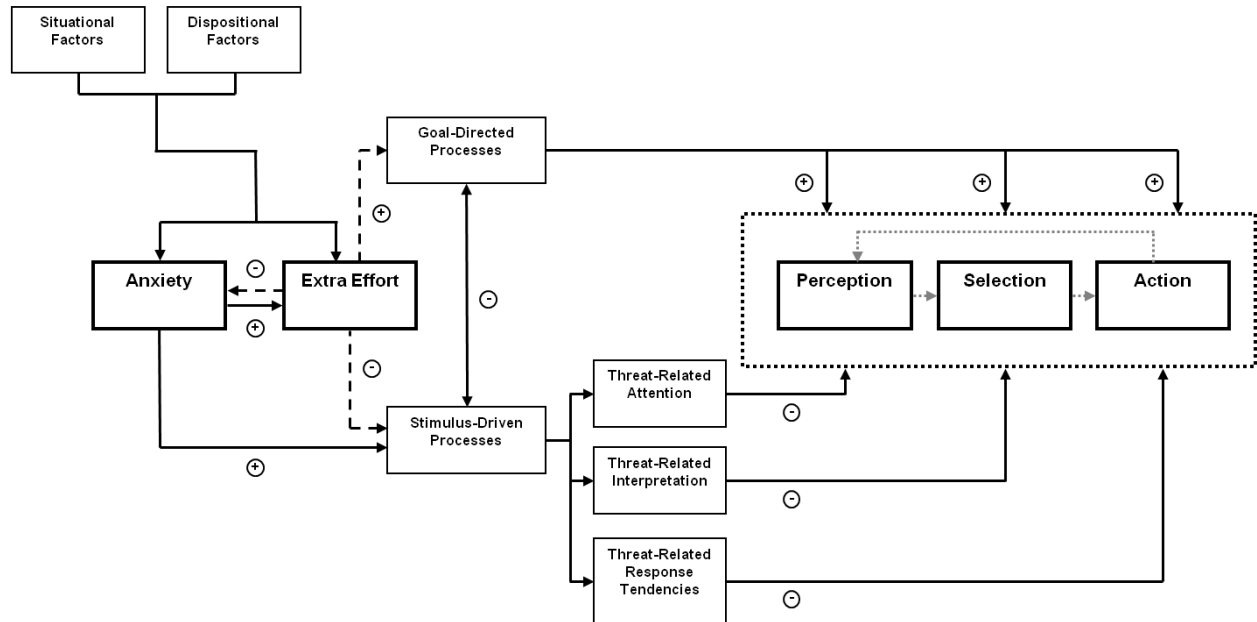 Situational
Factors
Dispositional
Factors
Goal-Directed
Processes
+
+
+
+
Anxiety
-
+
Extra Effort
-
-
Perception
Selection
Action
Stimulus-Driven
Processes
+
Threat-Related
Attention
-
Threat-Related
Interpretation
-
Threat-Related
Response
Tendencies
-